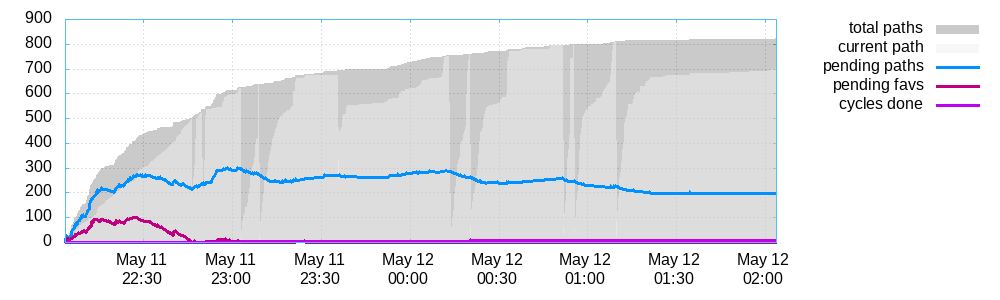 900
800
700
600
500
400
300
200
100
0
May 11 22:30
May 11 23:00
May 11 23:30
May 12 00:00
May 12 00:30
May 12 01:00
May 12 01:30
May 12 02:00
total paths
current path
pending paths
pending favs
cycles done